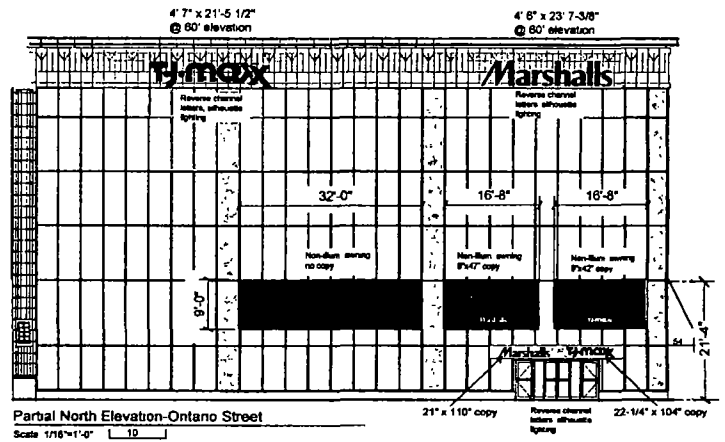 4' 7" x 21'-5 1/2"
@ 60' elevation
4' 6" x 23' 7-3/8"
@ 60' elevation
T·J·maxx
Marshalls
Reverse channel
letters, silhouette
lighting
Reverse channel
letters silhouette
lighting
32'-0"
16'-8"
16'-8"
Non-illum awning
no copy
Non-illum awning
8"x47" copy
Non-illum awning
8"x42" copy
9'-0"
T·J·maxx
21'-4"
Marshalls T·J·maxx
21" x 110" copy
Reverse channel
letters silhouette
lighting
22-1/4" x 104" copy
Partial North Elevation-Ontario Street
Scale 1/16"=1'-0" 10